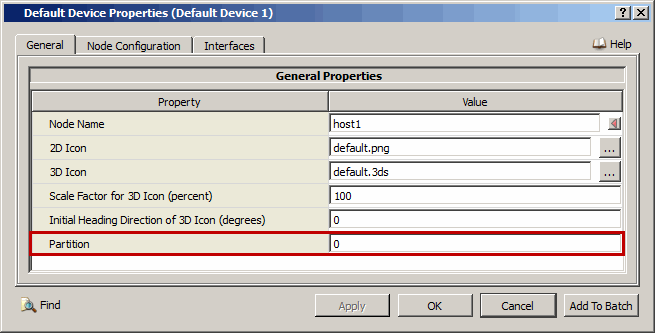 Default Device Properties (Default Device 1)
General Node Configuration Interfaces Help
General Properties
Property Value
Node Name host1
2D Icon default.png ...
3D Icon default.3ds ...
Scale Factor for 3D Icon (percent) 100
Initial Heading Direction of 3D Icon (degrees) 0
Partition 0
Find Apply OK Cancel Add To Batch